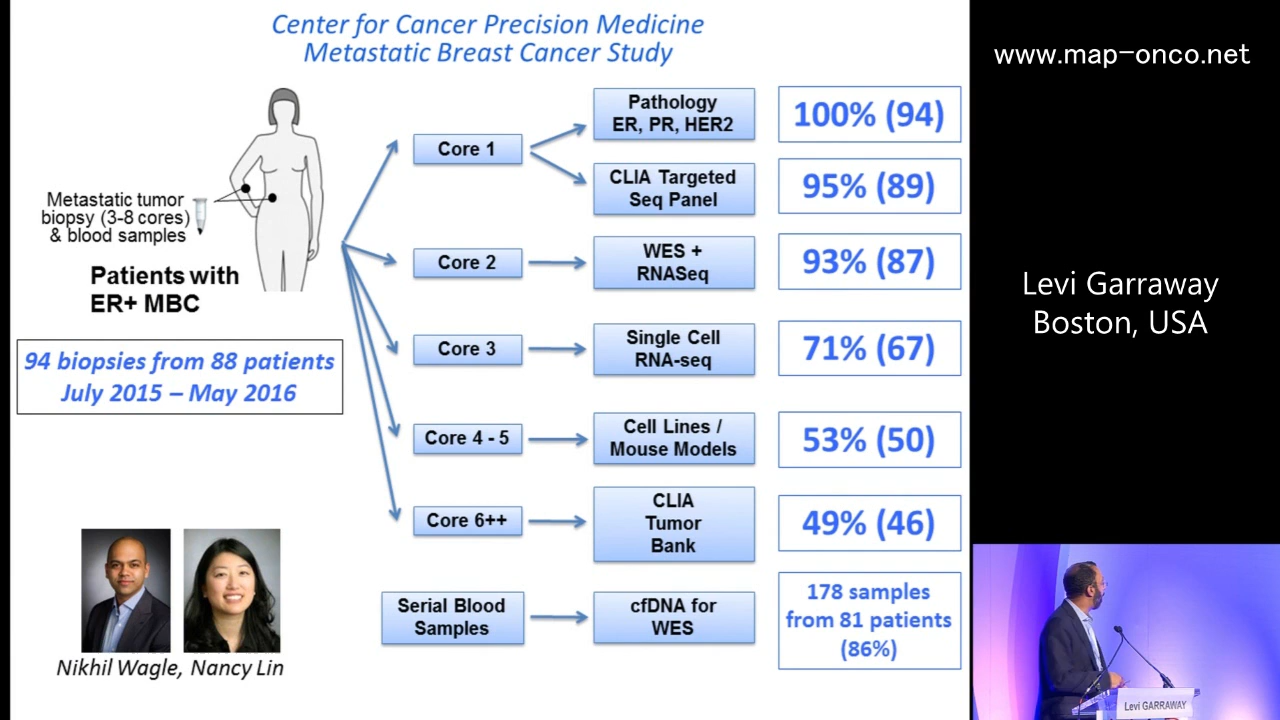 Center for Cancer Precision Medicine
Metastatic Breast Cancer Study
www.map-onco.net
Pathology
ER, PR, HER2
100% (94)
Core 1
CLIA Targeted
Seq Panel
95% (89)
Metastatic tumor
biopsy (3-8 cores)
& blood samples
Patients with
ER+ MBC
Core 2
WES +
RNASeq
93% (87)
Levi Garraway
Boston, USA
94 biopsies from 88 patients
July 2015 – May 2016
Core 3
Single Cell
RNA-seq
71% (67)
Core 4 - 5
Cell Lines /
Mouse Models
53% (50)
Core 6++
CLIA
Tumor
Bank
49% (46)
Serial Blood
Samples
cfDNA for
WES
178 samples
from 81 patients
(86%)
Nikhil Wagle, Nancy Lin
Levi GARRAWAY